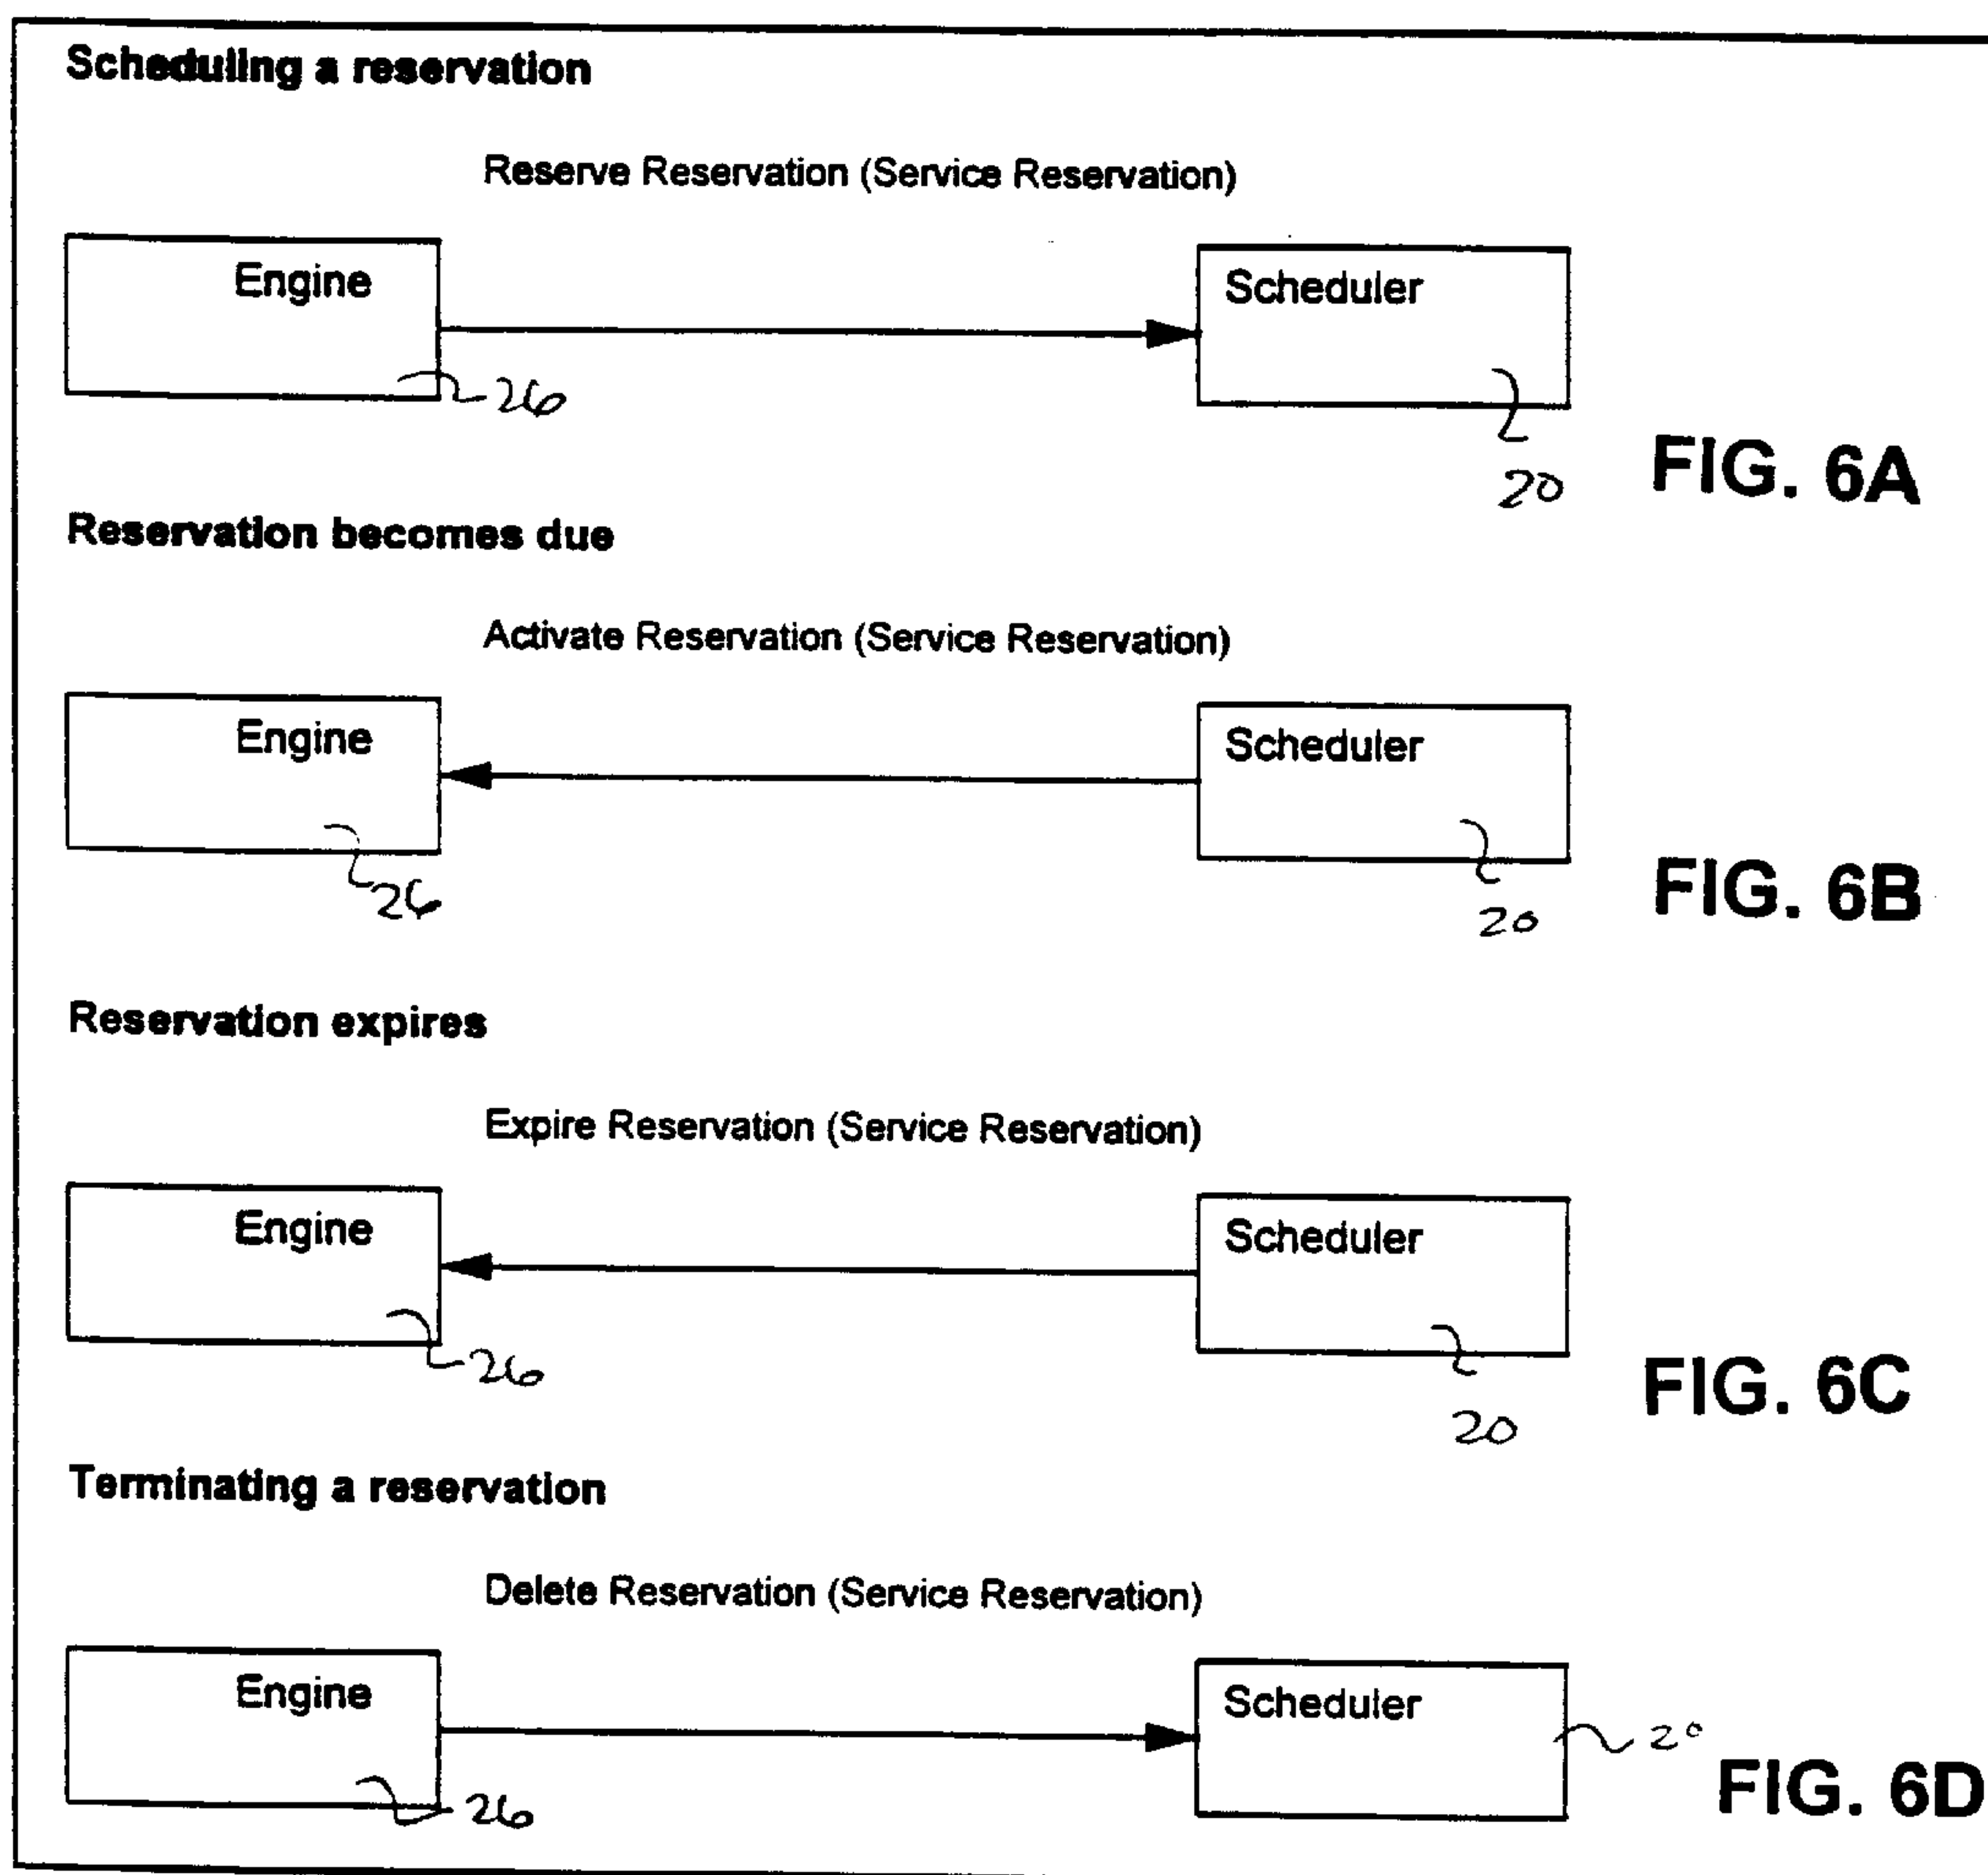 Scheduling a reservation
Reserve Reservation (Service Reservation)
Engine
Scheduler
26
20
FIG. 6A
Reservation becomes due
Activate Reservation (Service Reservation)
Engine
Scheduler
26
20
FIG. 6B
Reservation expires
Expire Reservation (Service Reservation)
Engine
Scheduler
26
20
FIG. 6C
Terminating a reservation
Delete Reservation (Service Reservation)
Engine
Scheduler
26
20
FIG. 6D